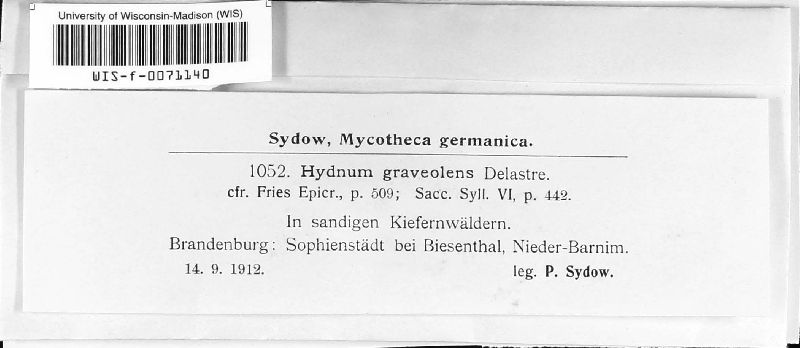 University of Wisconsin-Madison (WIS)
WIS-f-0071140
Sydow, Mycotheca germanica.
1052. Hydnum graveolens Delastre.
cfr. Fries Epicr., p. 509; Sacc. Syll. VI, p. 442.
In sandigen Kiefernwäldern.
Brandenburg: Sophienstädt bei Biesenthal, Nieder-Barnim.
14. 9. 1912. leg. P. Sydow.